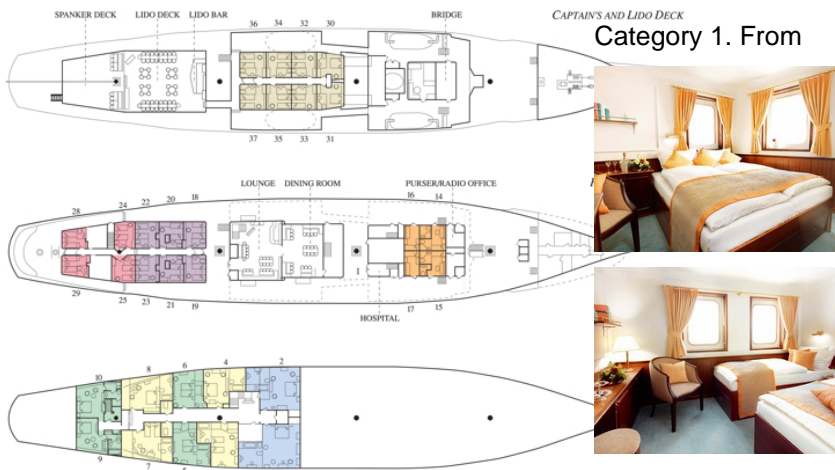 SPANKER DECK LIDO DECK LIDO BAR BRIDGE CAPTAIN'S AND LIDO DECK
Category 1. From
36 34 32 30
37 35 33 31
LOUNGE DINING ROOM PURSER/RADIO OFFICE
28 24 22 20 18 16 14
1
29 25 23 21 19 17 15
HOSPITAL
10 8 6 4 2
9 7